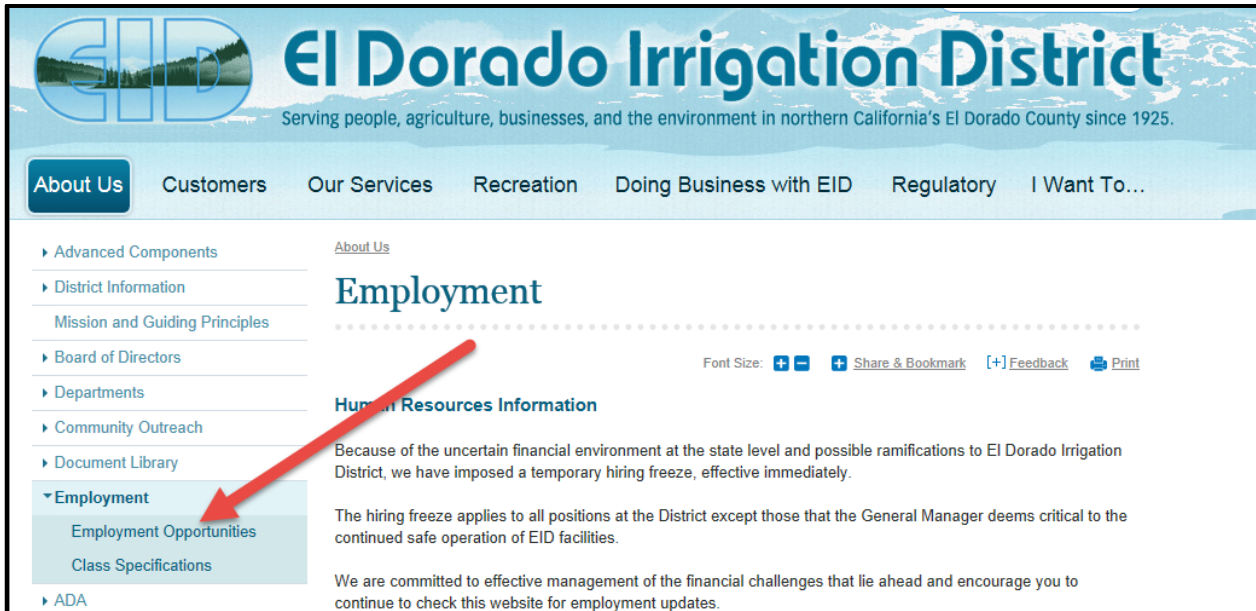 EID
El Dorado Irrigation District
Serving people, agriculture, businesses, and the environment in northern California's El Dorado County since 1925.
About Us Customers Our Services Recreation Doing Business with EID Regulatory I Want To...
Advanced Components
District Information
Mission and Guiding Principles
Board of Directors
Departments
Community Outreach
Document Library
Employment
Employment Opportunities
Class Specifications
ADA
About Us
Employment
Font Size: + - + Share & Bookmark [+] Feedback Print
Human Resources Information
Because of the uncertain financial environment at the state level and possible ramifications to El Dorado Irrigation
District, we have imposed a temporary hiring freeze, effective immediately.
The hiring freeze applies to all positions at the District except those that the General Manager deems critical to the
continued safe operation of EID facilities.
We are committed to effective management of the financial challenges that lie ahead and encourage you to
continue to check this website for employment updates.